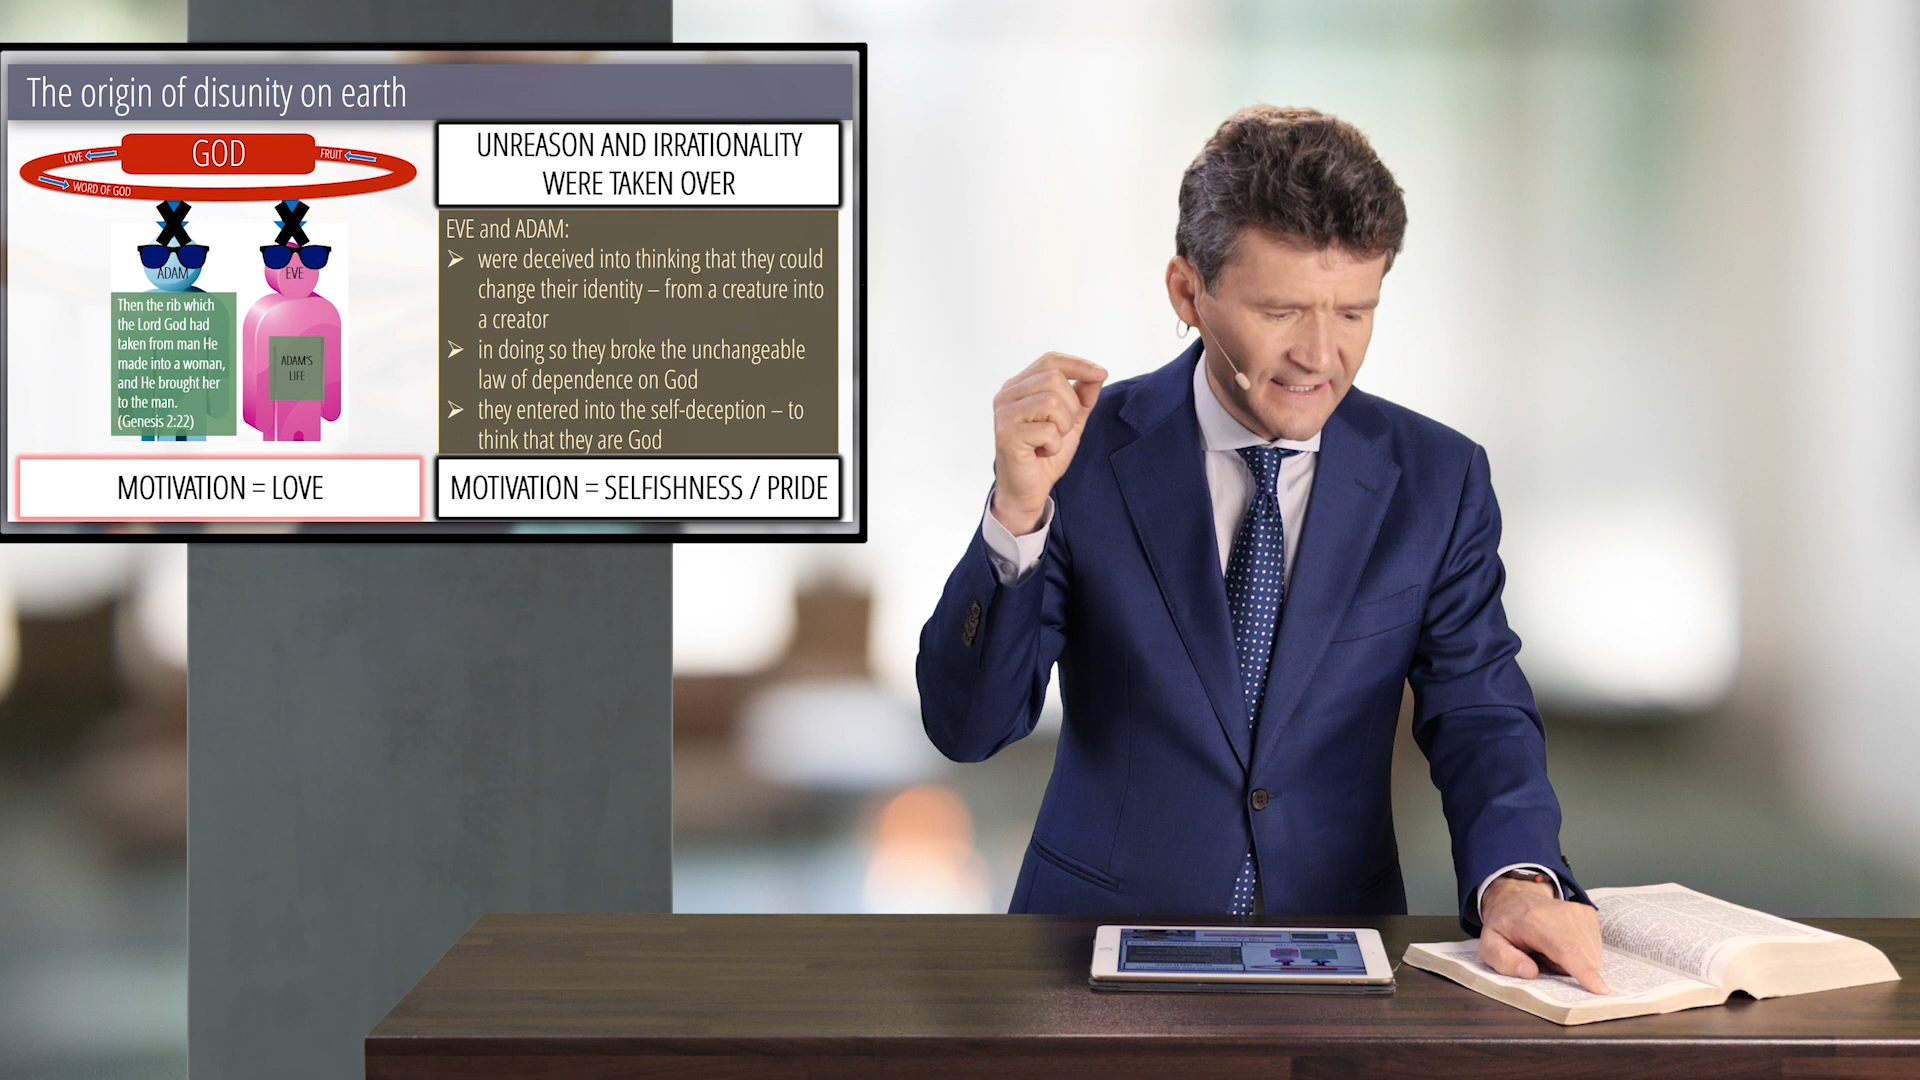 The origin of disunity on earth
GOD
LOVE
FRUIT
WORD OF GOD
ADAM
EVE
Then the rib which
the Lord God had
taken from man He
made into a woman,
and He brought her
to the man.
(Genesis 2:22)
ADAM'S
LIFE
MOTIVATION = LOVE
UNREASON AND IRRATIONALITY
WERE TAKEN OVER
EVE and ADAM:
➢ were deceived into thinking that they could
change their identity – from a creature into
a creator
➢ in doing so they broke the unchangeable
law of dependence on God
➢ they entered into the self-deception – to
think that they are God
MOTIVATION = SELFISHNESS / PRIDE